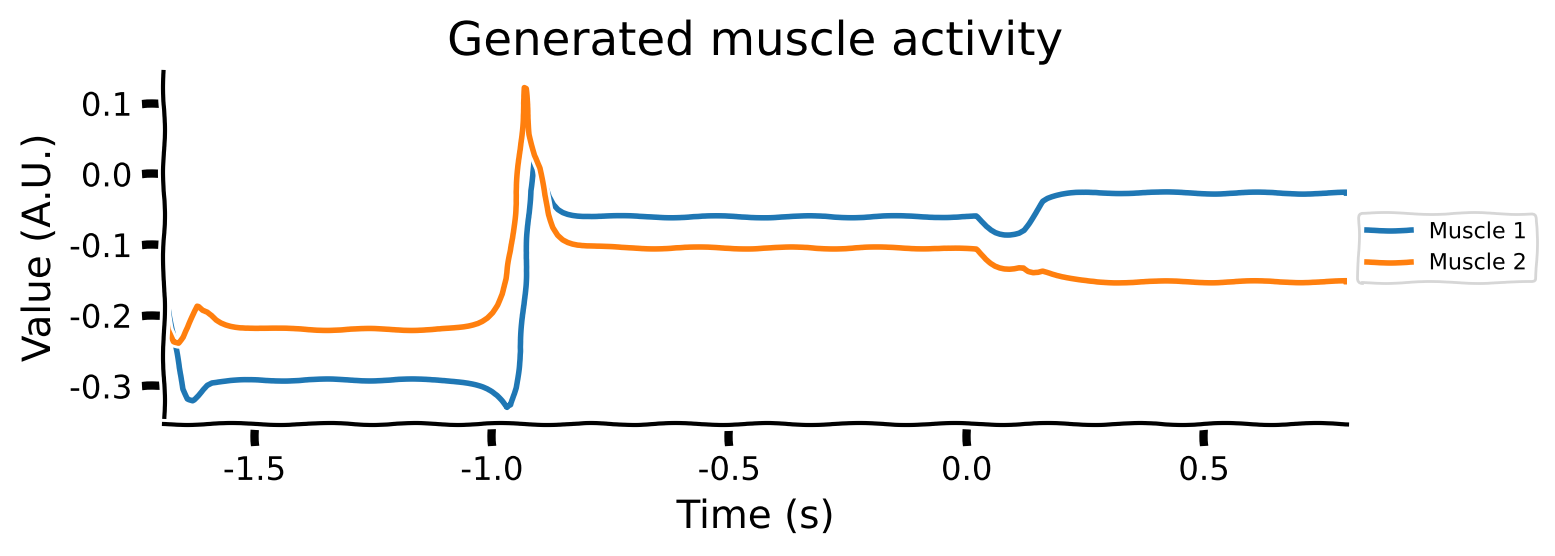 Generated muscle activity
Value (A.U.)
0.1
0.0
-0.1
-0.2
-0.3
-1.5
-1.0
-0.5
0.0
0.5
Time (s)
Muscle 1
Muscle 2